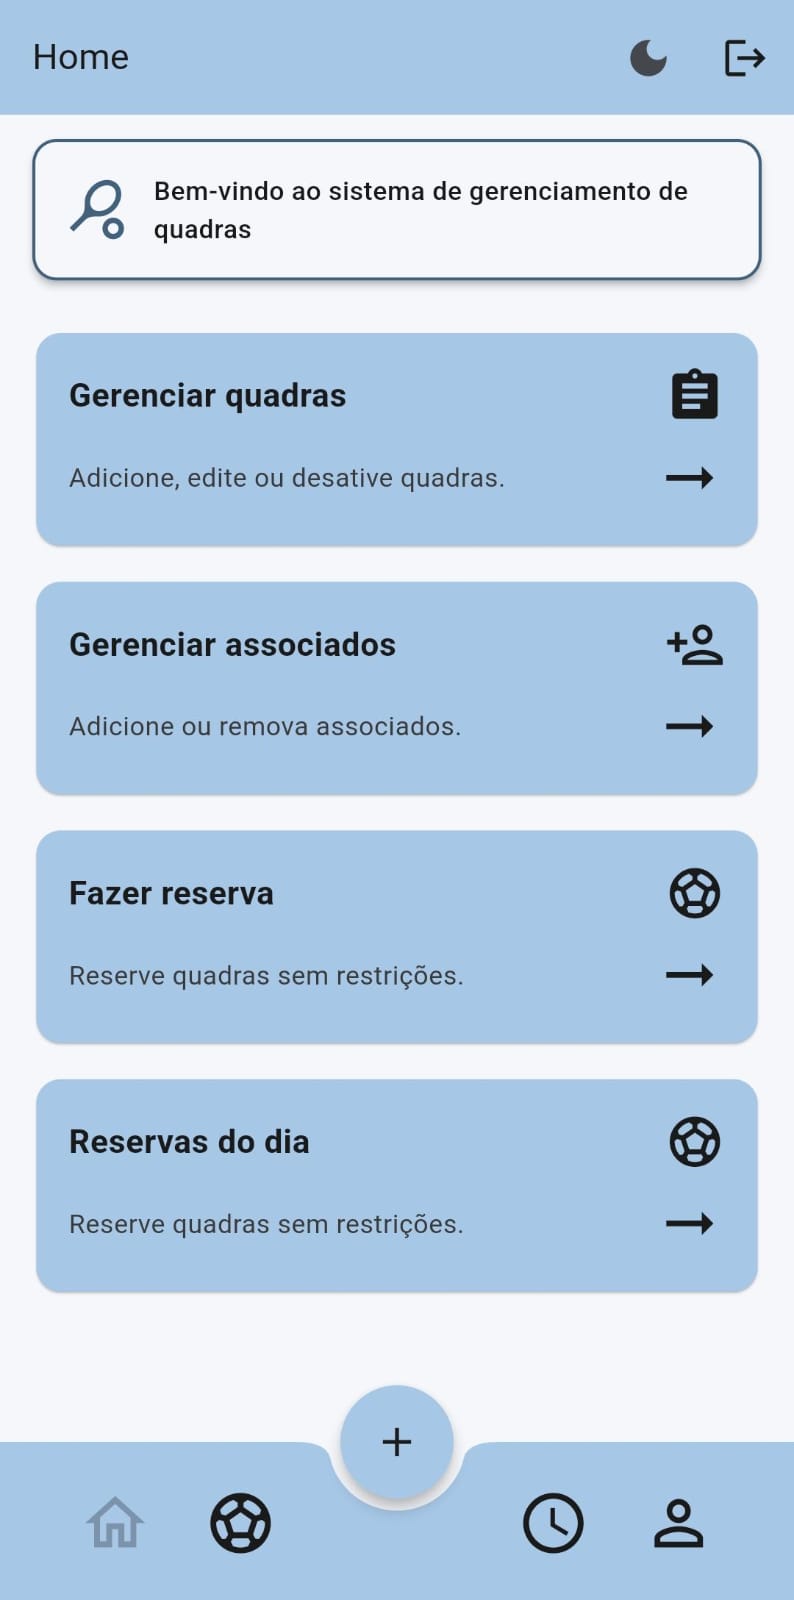 Home
Bem-vindo ao sistema de gerenciamento de
quadras
Gerenciar quadras
Adicione, edite ou desative quadras.
Gerenciar associados
Adicione ou remova associados.
Fazer reserva
Reserve quadras sem restrições.
Reservas do dia
Reserve quadras sem restrições.